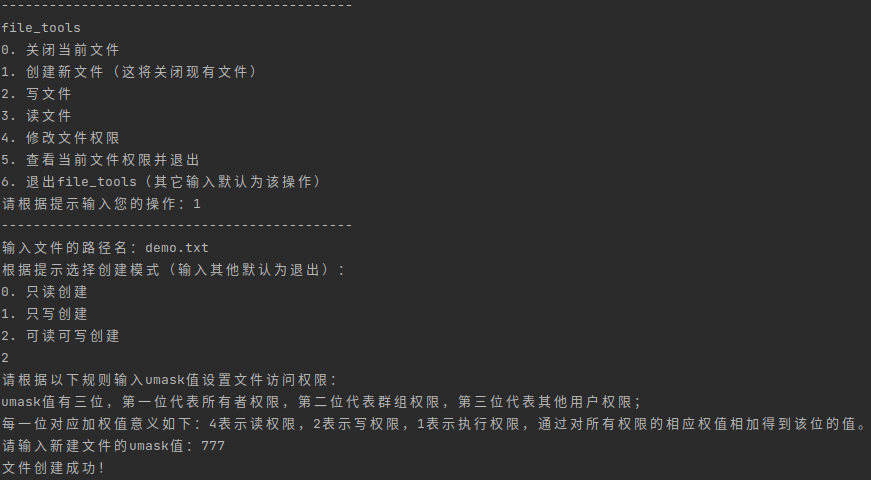 --------------------------------------------
file_tools
0. 关闭当前文件
1. 创建新文件（这将关闭现有文件）
2. 写文件
3. 读文件
4. 修改文件权限
5. 查看当前文件权限并退出
6. 退出file_tools（其它输入默认为该操作）
请根据提示输入您的操作：1
--------------------------------------------
输入文件的路径名：demo.txt
根据提示选择创建模式（输入其他默认为退出）：
0. 只读创建
1. 只写创建
2. 可读可写创建
2
请根据以下规则输入umask值设置文件访问权限：
umask值有三位，第一位代表所有者权限，第二位代表群组权限，第三位代表其他用户权限；
每一位对应加权值意义如下：4表示读权限，2表示写权限，1表示执行权限，通过对所有权限的相应权值相加得到该位的值。
请输入新建文件的umask值：777
文件创建成功！